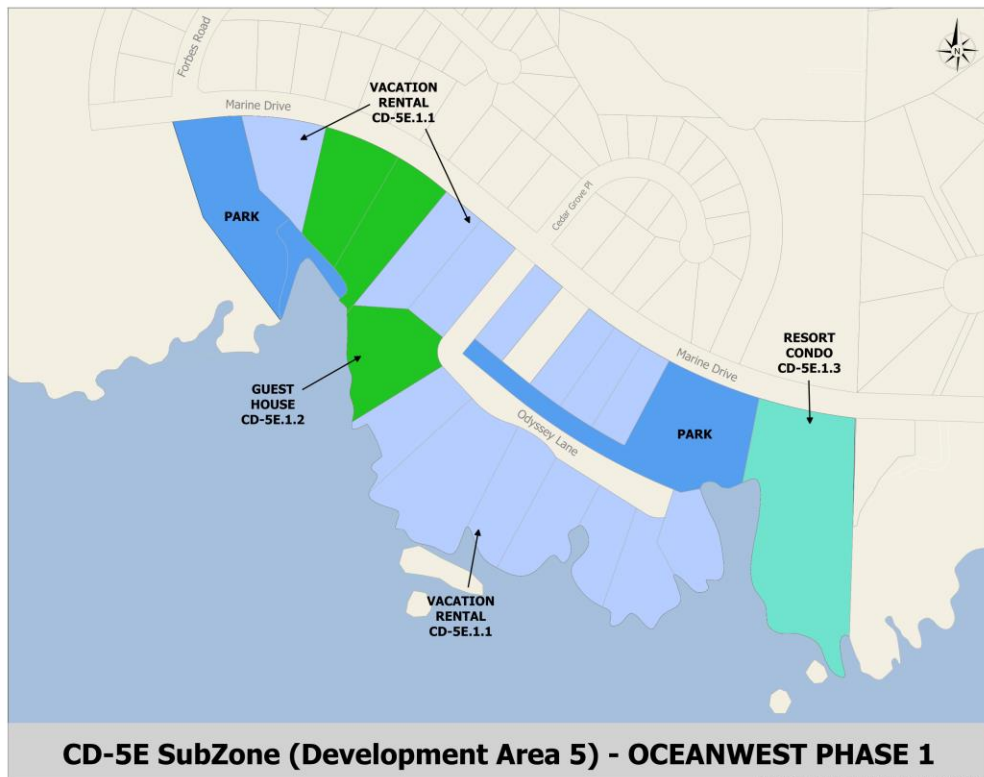 Forbes Road
N
VACATION
RENTAL
CD-5E.1.1
Marine Drive
Cedar Grove Pl
PARK
RESORT
CONDO
CD-5E.1.3
Marine Drive
GUEST
HOUSE
CD-5E.1.2
Odyssey Lane
PARK
VACATION
RENTAL
CD-5E.1.1
CD-5E SubZone (Development Area 5) - OCEANWEST PHASE 1